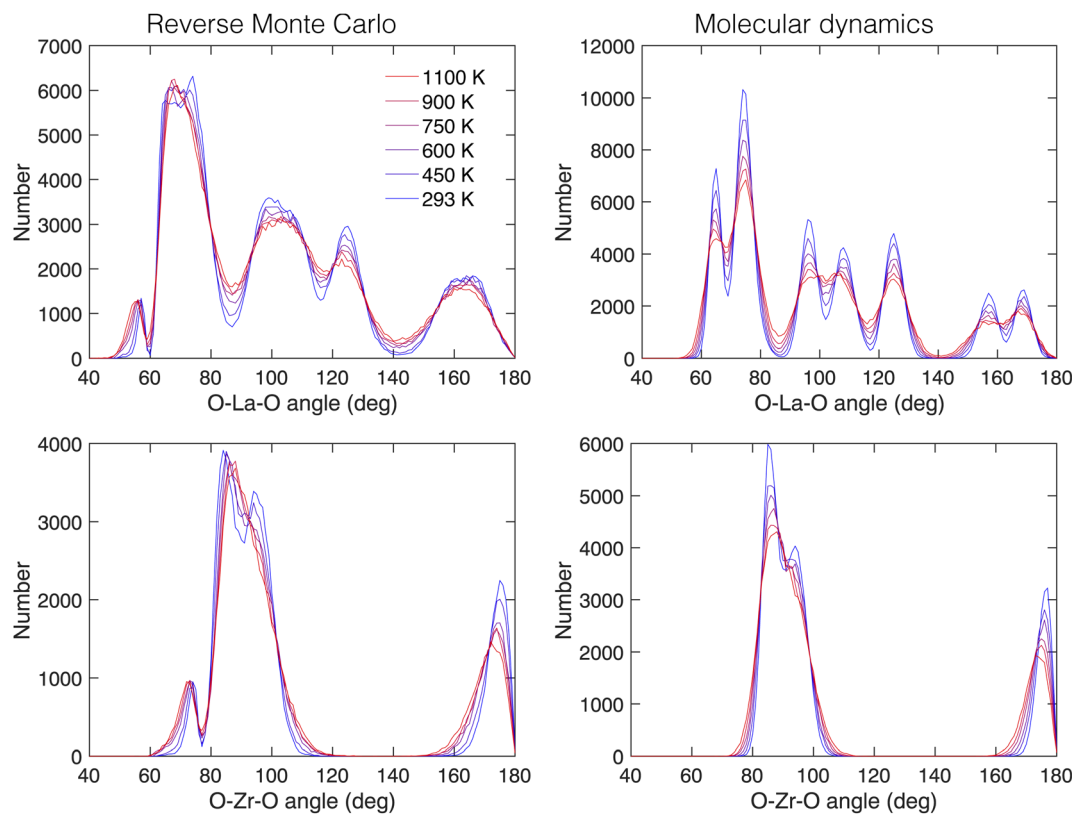 Reverse Monte Carlo
Molecular dynamics
7000
6000
5000
4000
3000
2000
1000
0
Number
1100 K
900 K
750 K
600 K
450 K
293 K
40 60 80 100 120 140 160 180
O-La-O angle (deg)
12000
10000
8000
6000
4000
2000
0
Number
40 60 80 100 120 140 160 180
O-La-O angle (deg)
4000
3000
2000
1000
0
Number
40 60 80 100 120 140 160 180
O-Zr-O angle (deg)
6000
5000
4000
3000
2000
1000
0
Number
40 60 80 100 120 140 160 180
O-Zr-O angle (deg)